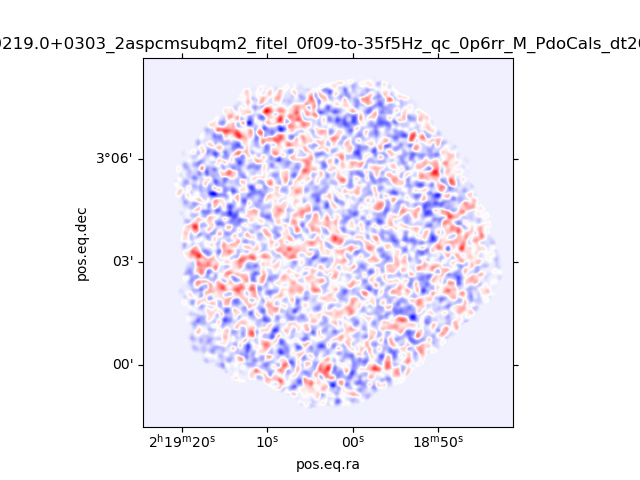 0219.0+0303_2aspcmsubqm2_fitel_0f09-to-35f5Hz_qc_0p6rr_M_PdoCals_dt20
3°06'
03'
00'
pos.eq.dec
2ʰ19ᵐ20ˢ 10ˢ 00ˢ 18ᵐ50ˢ
pos.eq.ra